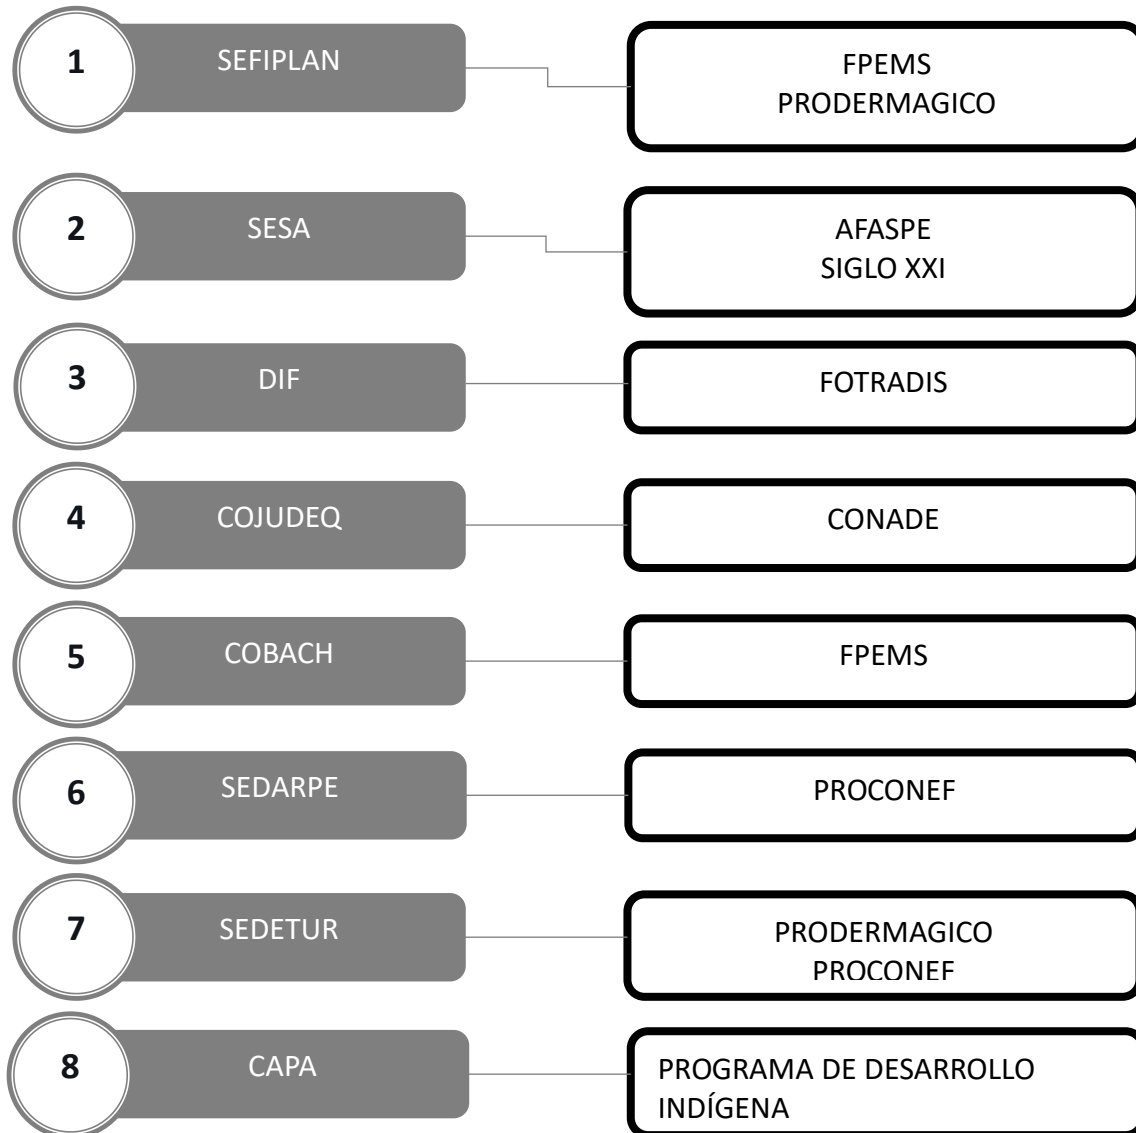 1
SEFIPLAN
FPEMS
PRODERMAGICO
2
SESA
AFASPE
SIGLO XXI
3
DIF
FOTRADIS
4
COJUDEQ
CONADE
5
COBACH
FPEMS
6
SEDARPE
PROCONEF
7
SEDETUR
PRODERMAGICO
PROCONEF
8
CAPA
PROGRAMA DE DESARROLLO
INDÍGENA